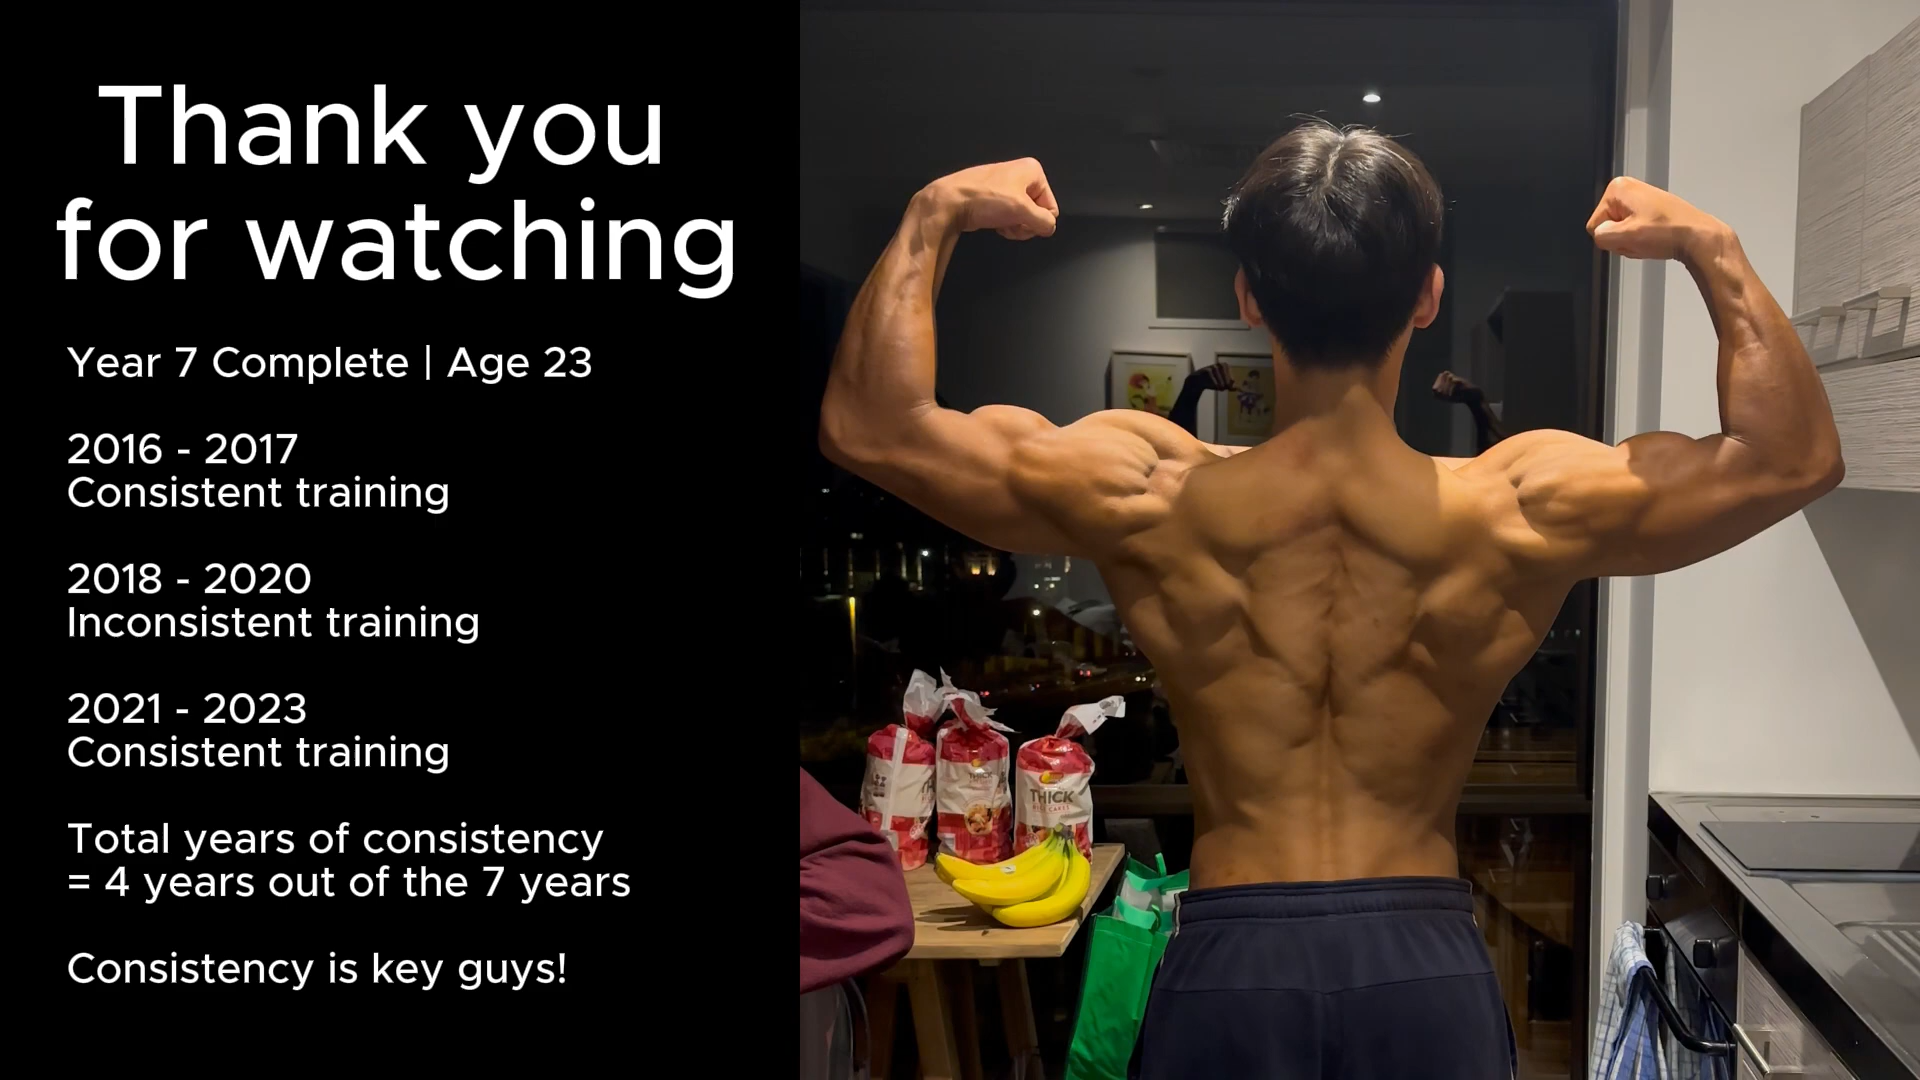 Thank you
for watching
Year 7 Complete | Age 23
2016 - 2017
Consistent training
2018 - 2020
Inconsistent training
2021 - 2023
Consistent training
Total years of consistency
= 4 years out of the 7 years
Consistency is key guys!
THICK
THICK
CAKES